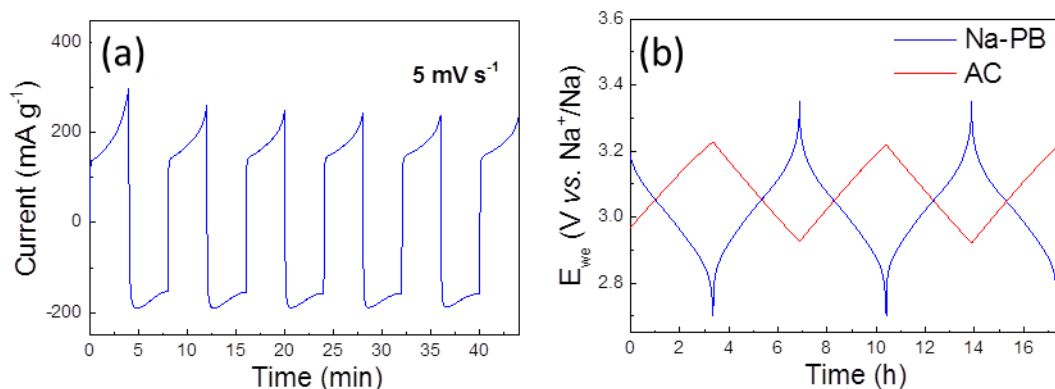 (a)
5 mV s⁻¹
Current (mA g⁻¹)
400
200
0
-200
0 5 10 15 20 25 30 35 40
Time (min)
(b)
Na-PB
AC
E_we (V vs. Na⁺/Na)
3.6
3.4
3.2
3.0
2.8
0 2 4 6 8 10 12 14 16
Time (h)